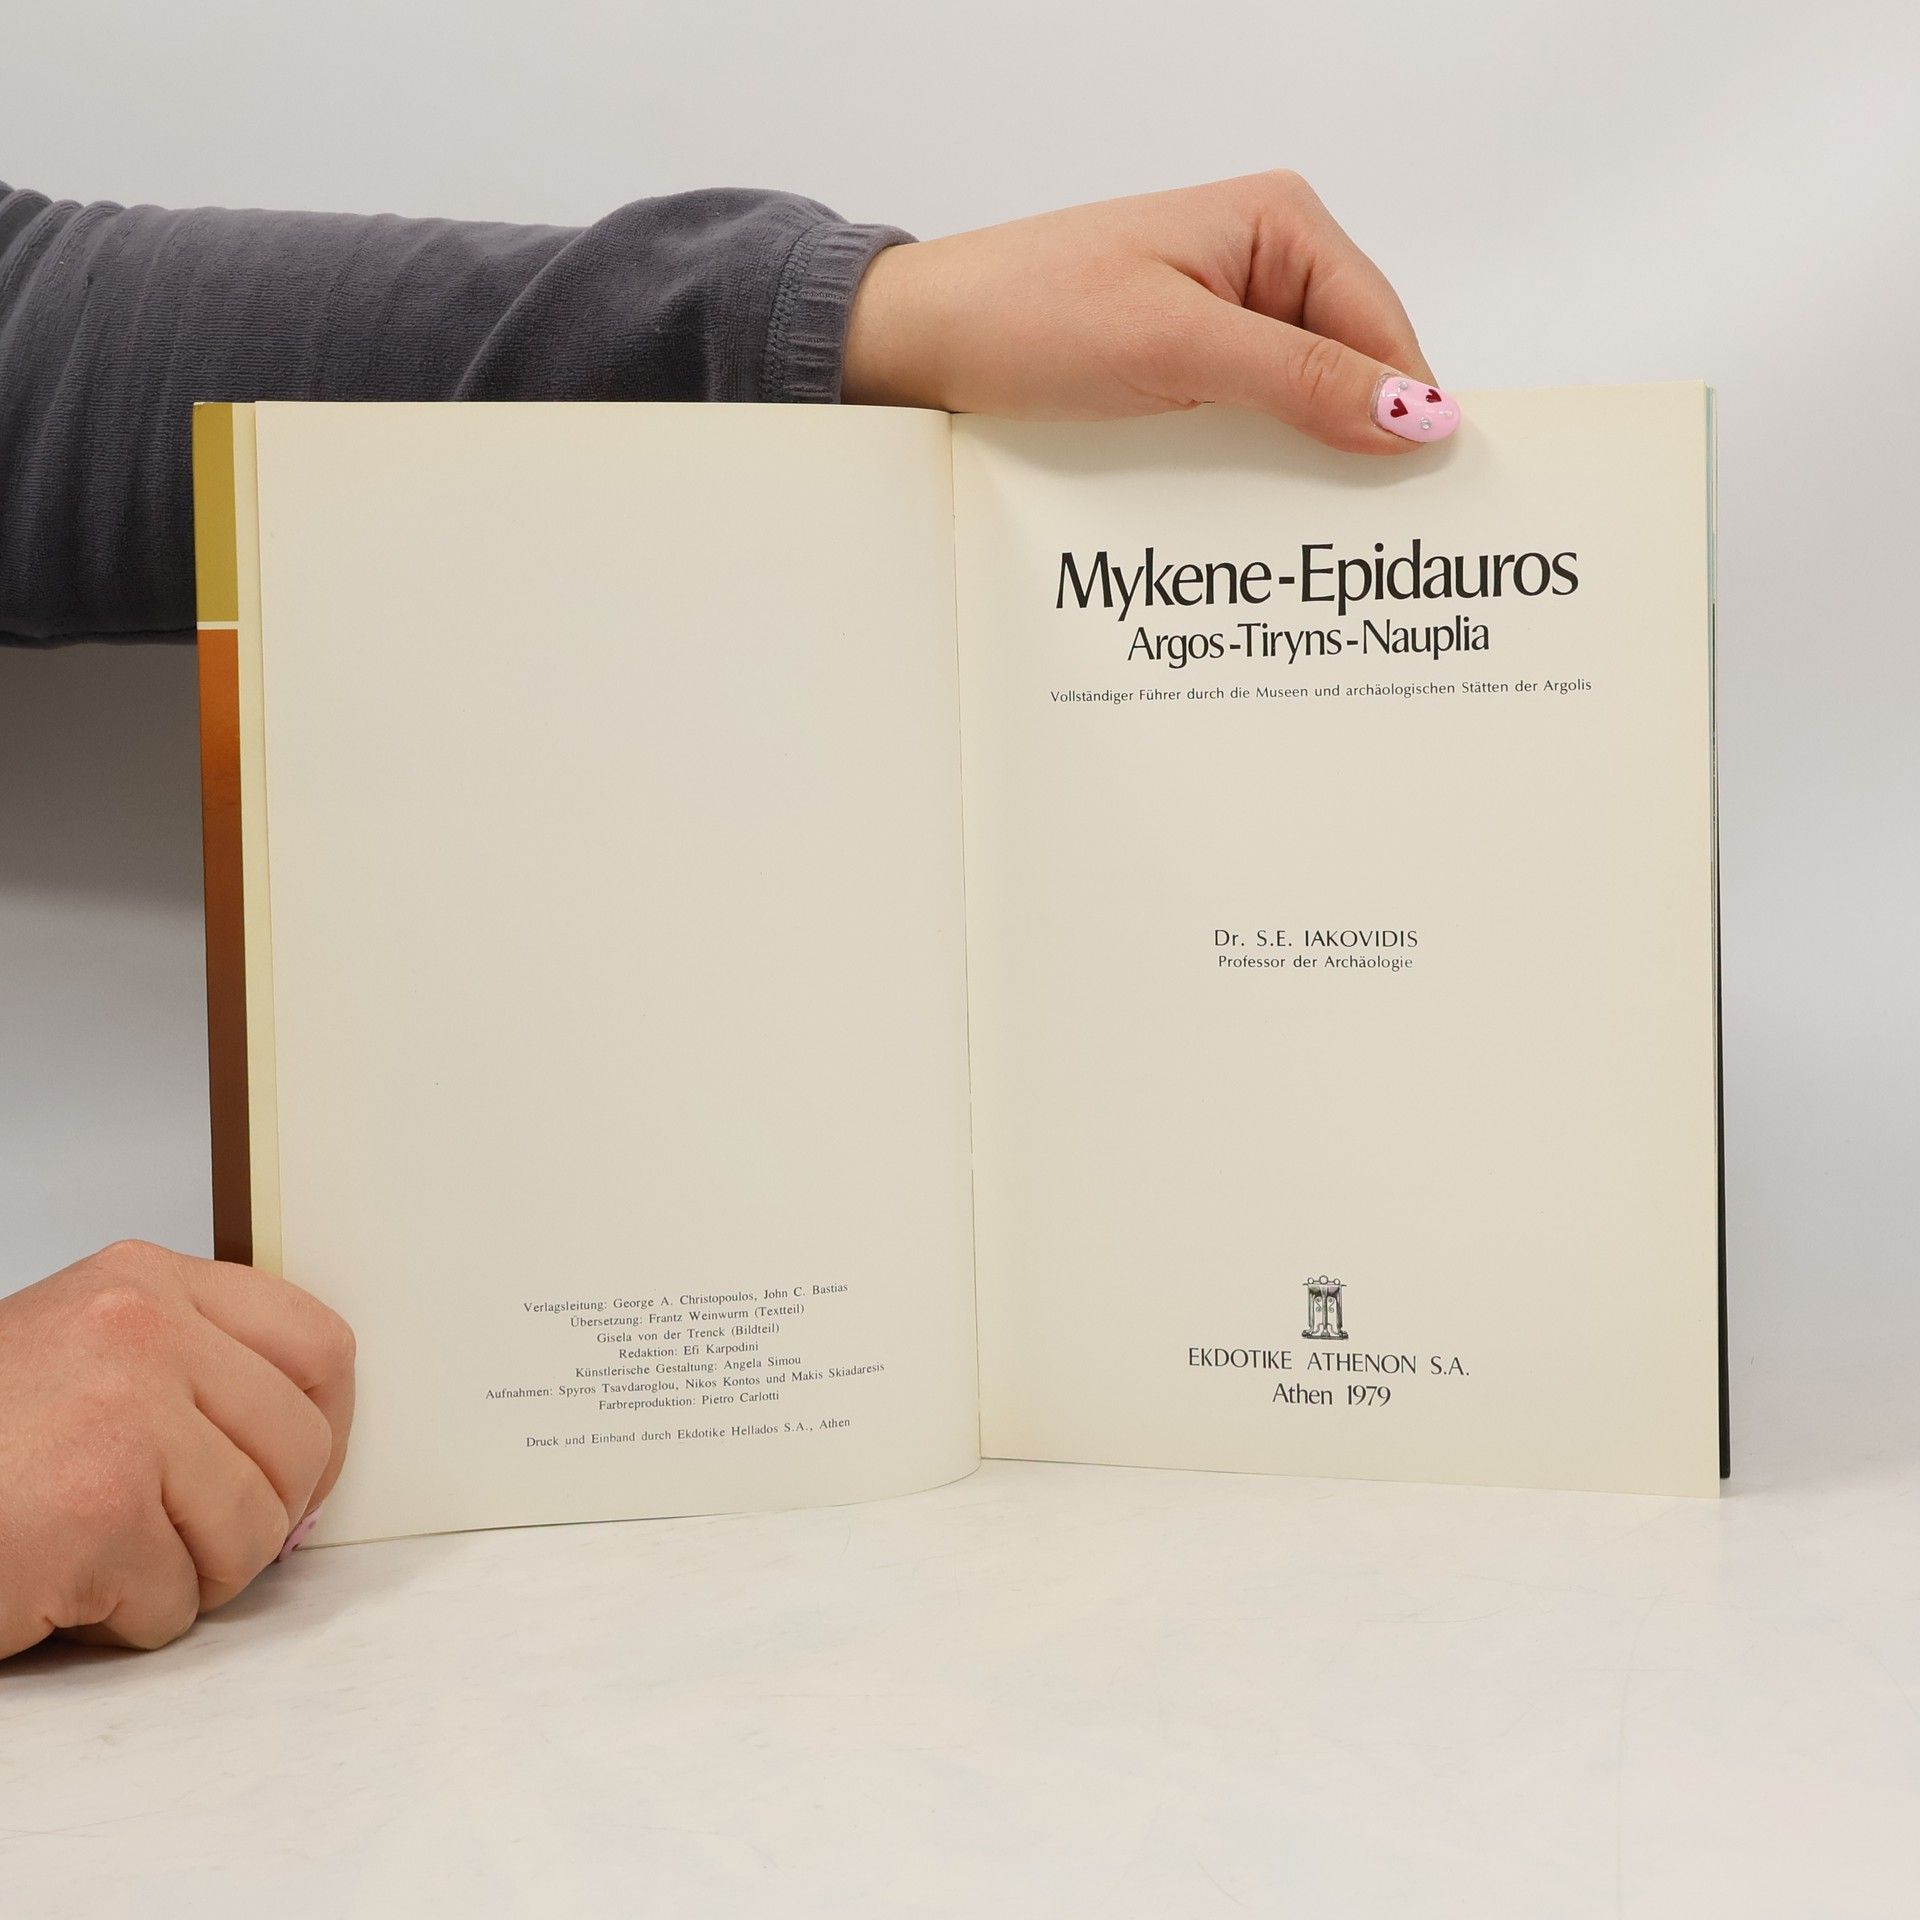 Verlagsleitung: George A. Christopoulos, John C. Bastias
Übersetzung: Frantz Weinwurm (Textteil)
Gisela von der Trenck (Bildteil)
Redaktion: Efi Karpodini
Künstlerische Gestaltung: Angela Simou
Aufnahmen: Spyros Tsavdaroglou, Nikos Kontos und Makis Skiadaresis
Farbreproduktion: Pietro Carlotti
Druck und Einband durch Ekdotike Hellados S.A., Athen
Mykene-Epidauros
Argos-Tiryns-Nauplia
Vollständiger Führer durch die Museen und archäologischen Stätten der Argolis
Dr. S.E. IAKOVIDIS
Professor der Archäologie
EKDOTIKE ATHENON S.A.
Athen 1979